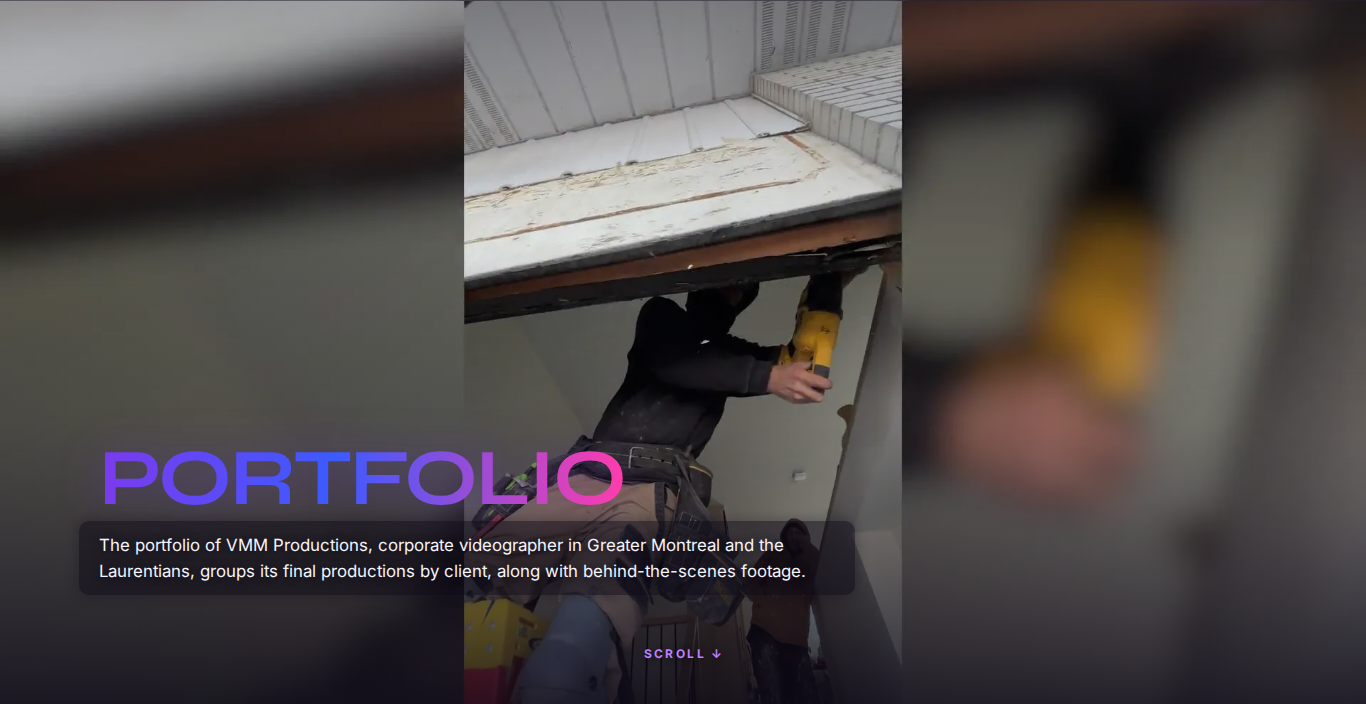 PORTFOLIO
The portfolio of VMM Productions, corporate videographer in Greater Montreal and the
Laurentians, groups its final productions by client, along with behind-the-scenes footage.
SCROLL ↓